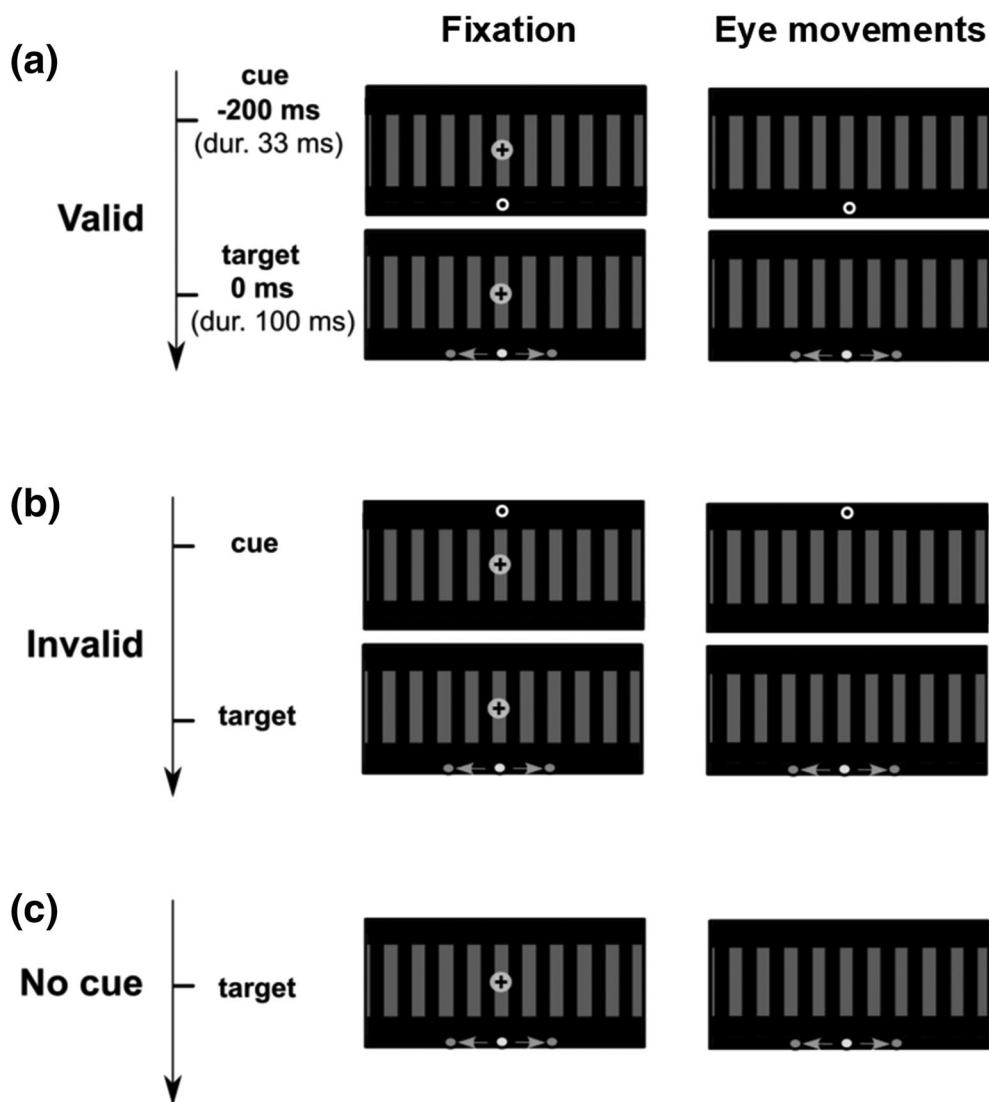 Fixation
Eye movements
(a)
cue
-200 ms
(dur. 33 ms)
Valid
target
0 ms
(dur. 100 ms)
(b)
cue
Invalid
target
(c)
No cue
target